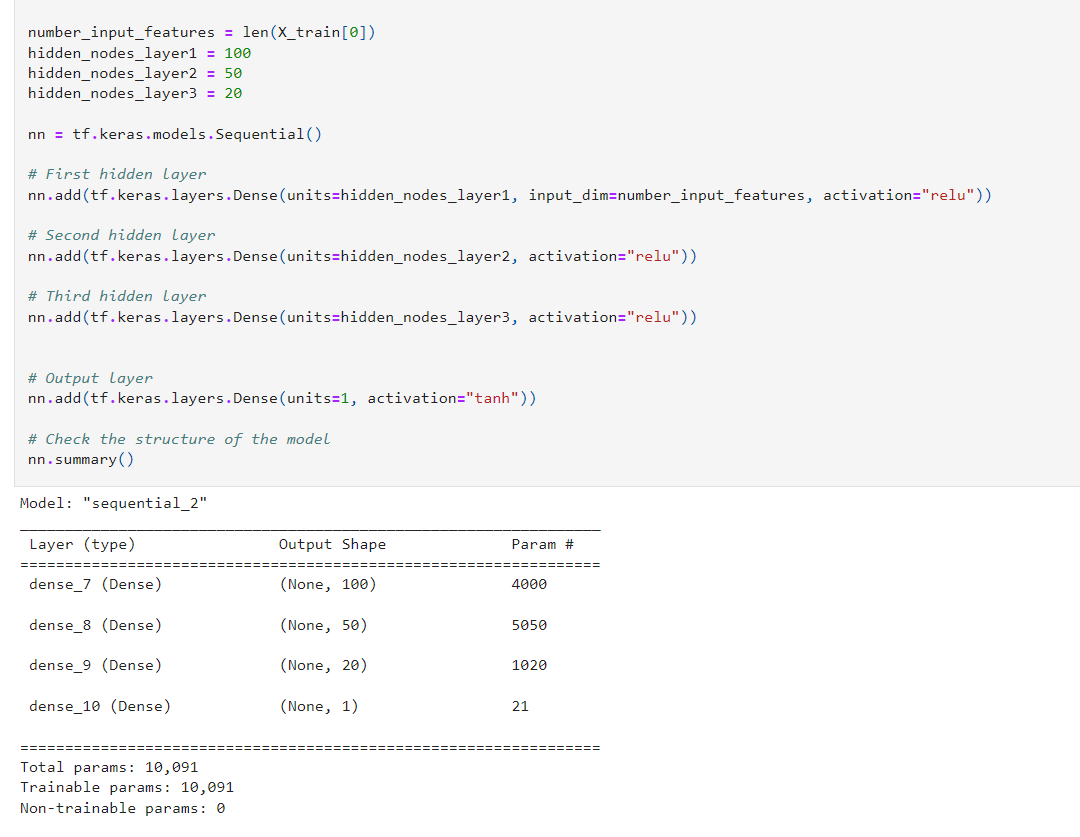 number_input_features = len(X_train[0])
hidden_nodes_layer1 = 100
hidden_nodes_layer2 = 50
hidden_nodes_layer3 = 20
nn = tf.keras.models.Sequential()
# First hidden layer
nn.add(tf.keras.layers.Dense(units=hidden_nodes_layer1, input_dim=number_input_features, activation="relu"))
# Second hidden layer
nn.add(tf.keras.layers.Dense(units=hidden_nodes_layer2, activation="relu"))
# Third hidden layer
nn.add(tf.keras.layers.Dense(units=hidden_nodes_layer3, activation="relu"))
# Output layer
nn.add(tf.keras.layers.Dense(units=1, activation="tanh"))
# Check the structure of the model
nn.summary()
Model: "sequential_2"
_________________________________________________________________
Layer (type) Output Shape Param #
=================================================================
dense_7 (Dense) (None, 100) 4000
dense_8 (Dense) (None, 50) 5050
dense_9 (Dense) (None, 20) 1020
dense_10 (Dense) (None, 1) 21
=================================================================
Total params: 10,091
Trainable params: 10,091
Non-trainable params: 0